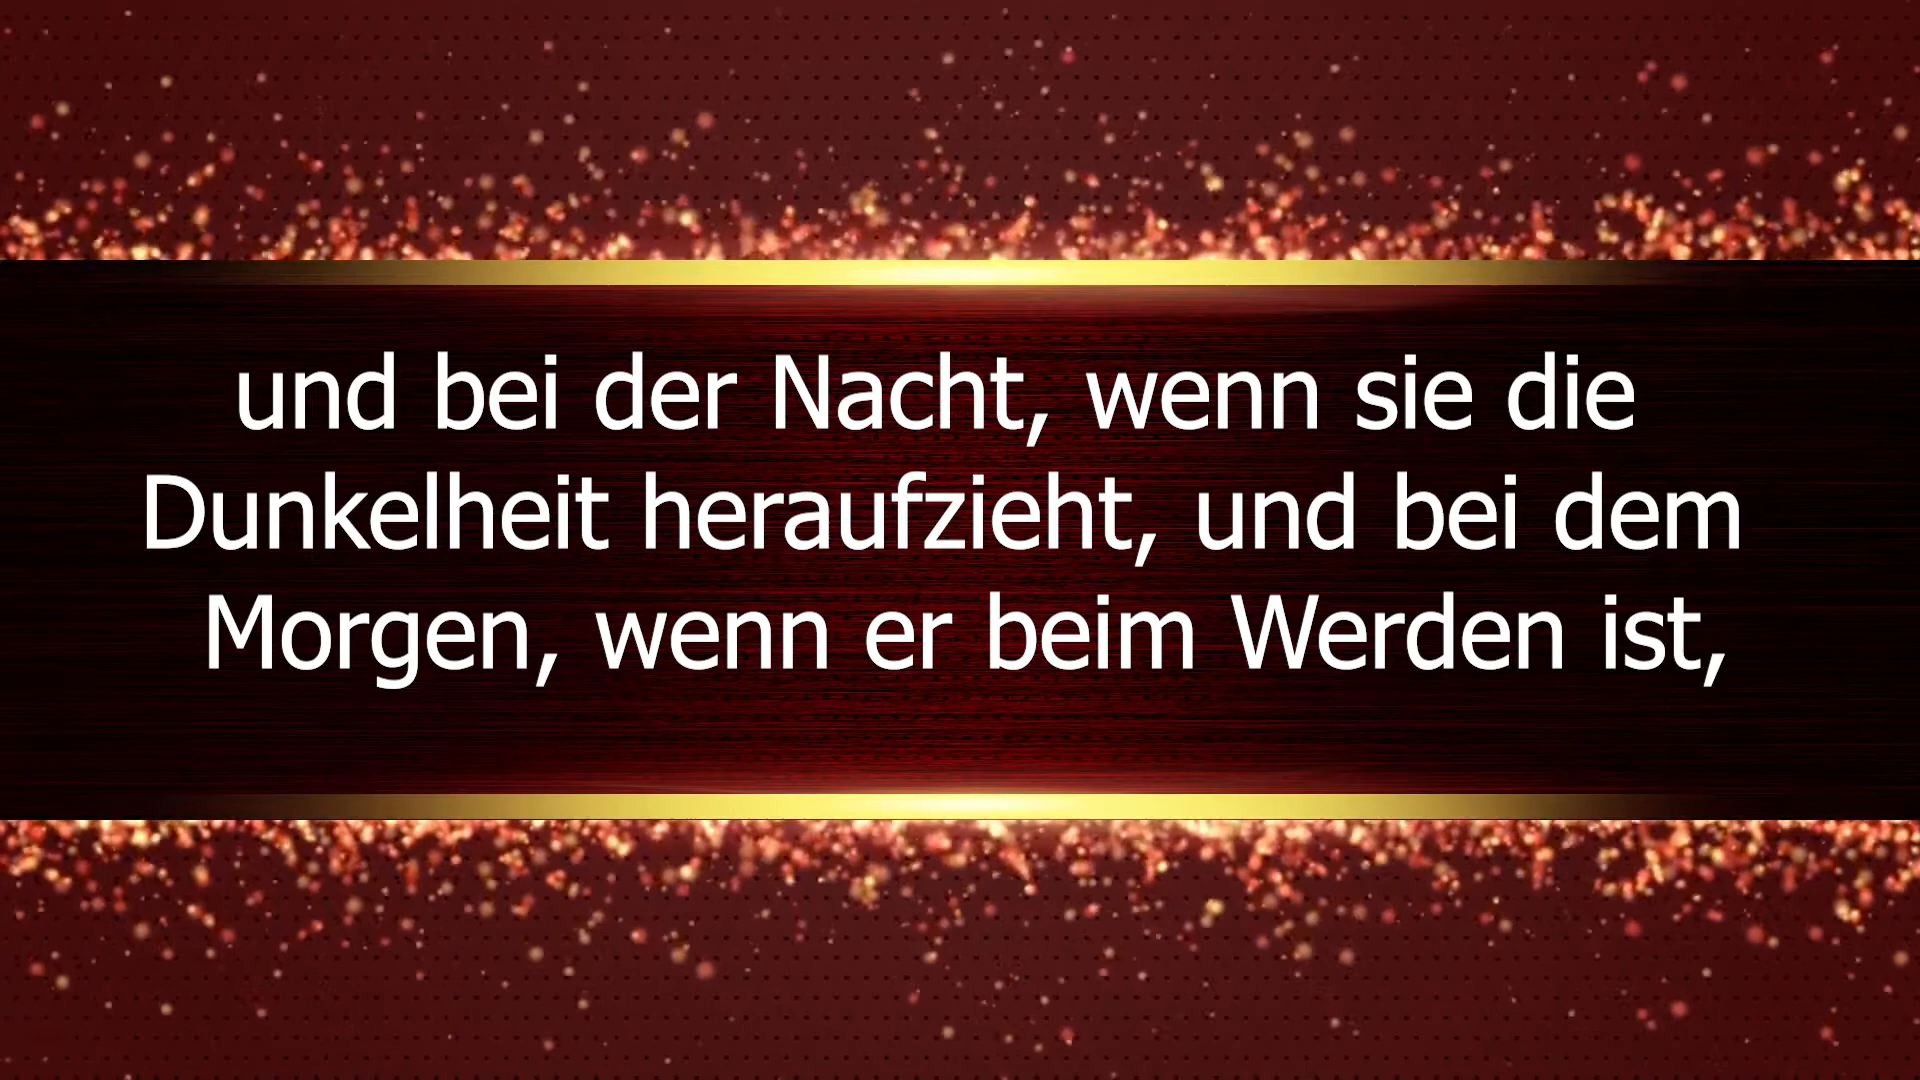 und bei der Nacht, wenn sie die
Dunkelheit heraufzieht, und bei dem
Morgen, wenn er beim Werden ist,